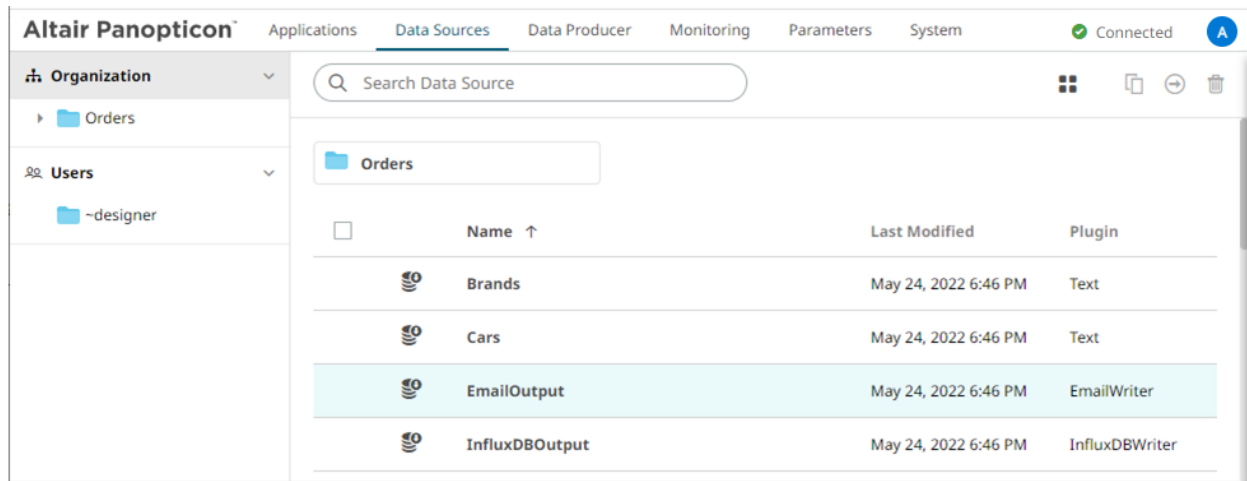 Altair Panopticon™ Applications Data Sources Data Producer Monitoring Parameters System Connected A
Organization
Orders
Users
~designer
Search Data Source
Orders
Name ↑ Last Modified Plugin
Brands May 24, 2022 6:46 PM Text
Cars May 24, 2022 6:46 PM Text
EmailOutput May 24, 2022 6:46 PM EmailWriter
InfluxDBOutput May 24, 2022 6:46 PM InfluxDBWriter